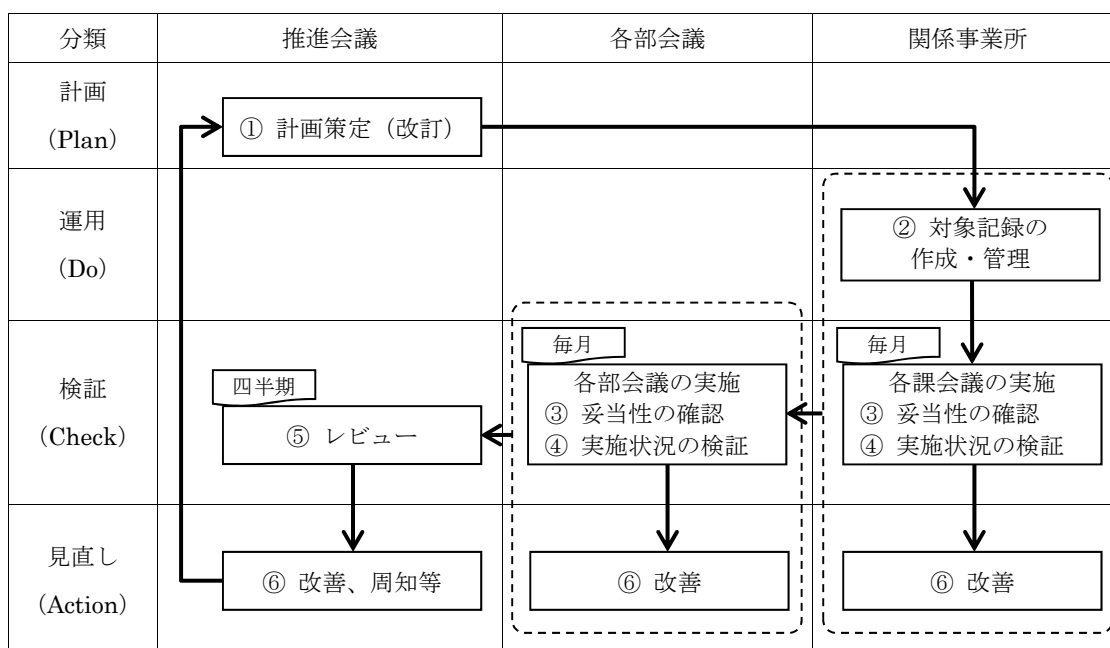 分類
推進会議
各部会議
関係事業所
計画
(Plan)
① 計画策定（改訂）
運用
(Do)
② 対象記録の
作成・管理
検証
(Check)
四半期
⑤ レビュー
毎月
各部会議の実施
③ 妥当性の確認
④ 実施状況の検証
毎月
各課会議の実施
③ 妥当性の確認
④ 実施状況の検証
見直し
(Action)
⑥ 改善、周知等
⑥ 改善
⑥ 改善